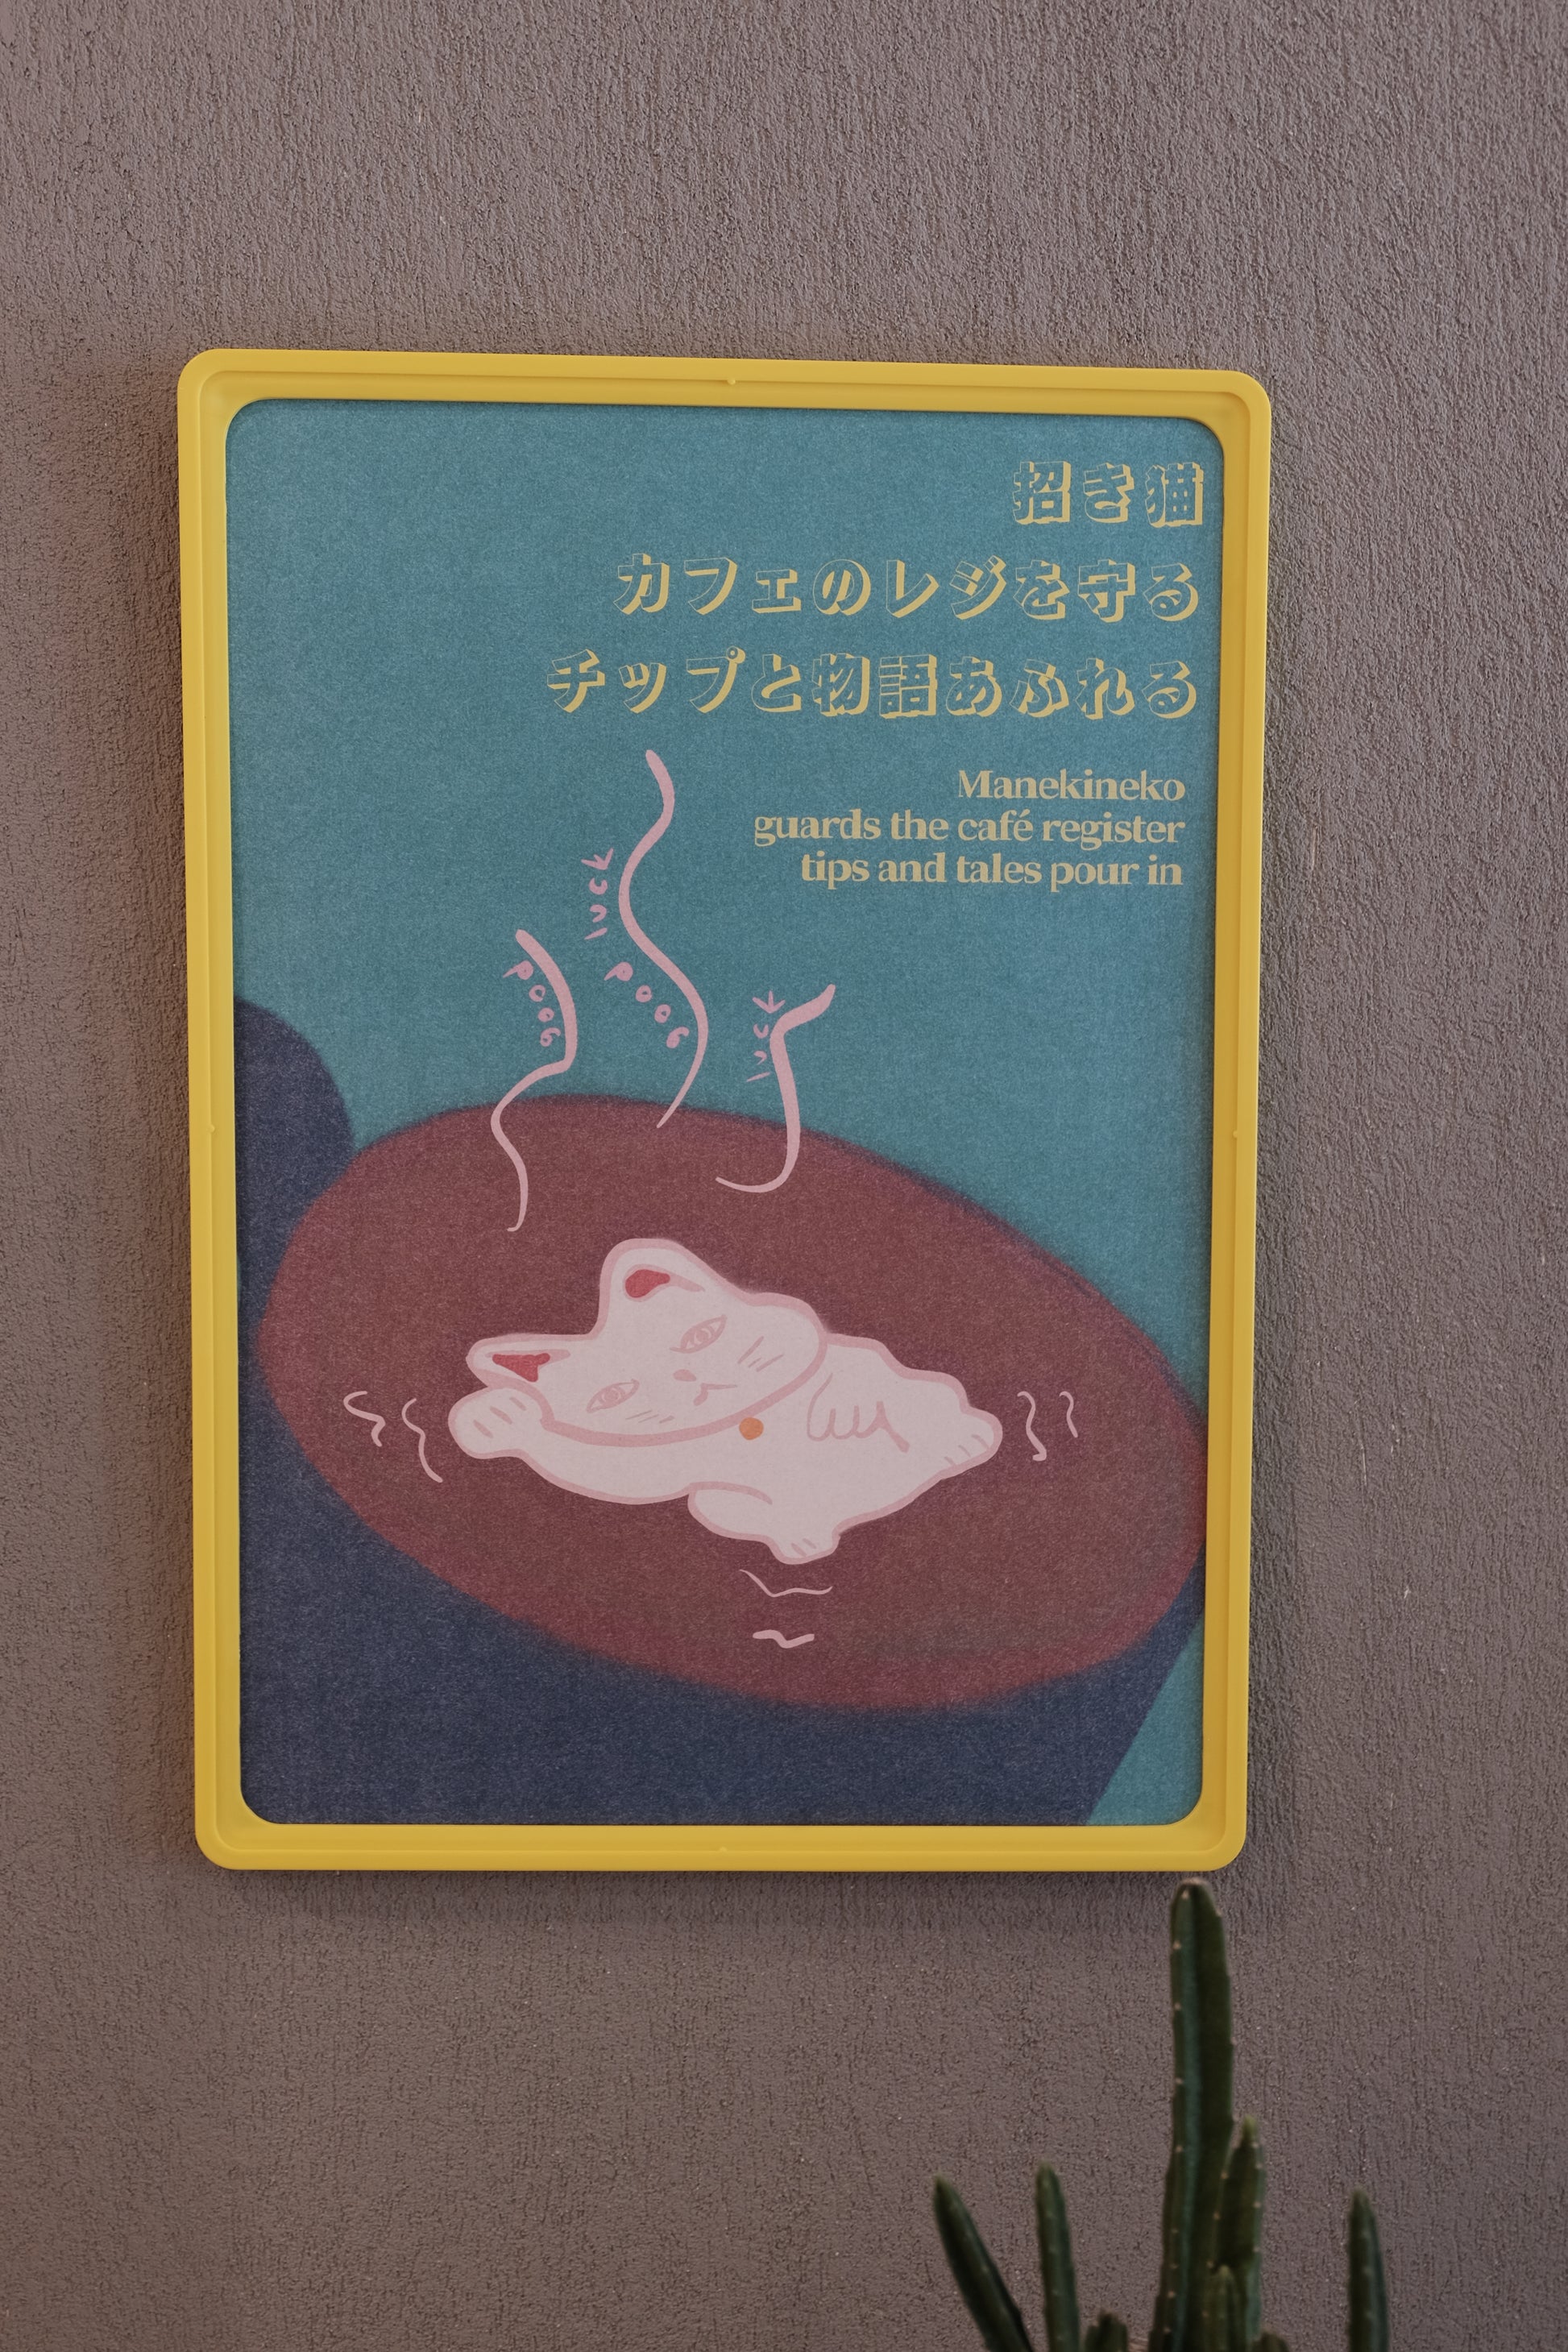 招き猫
カフェのレジを守る
チップと物語あふれる
Manekineko
guards the café register
tips and tales pour in
good
good
luck
luck